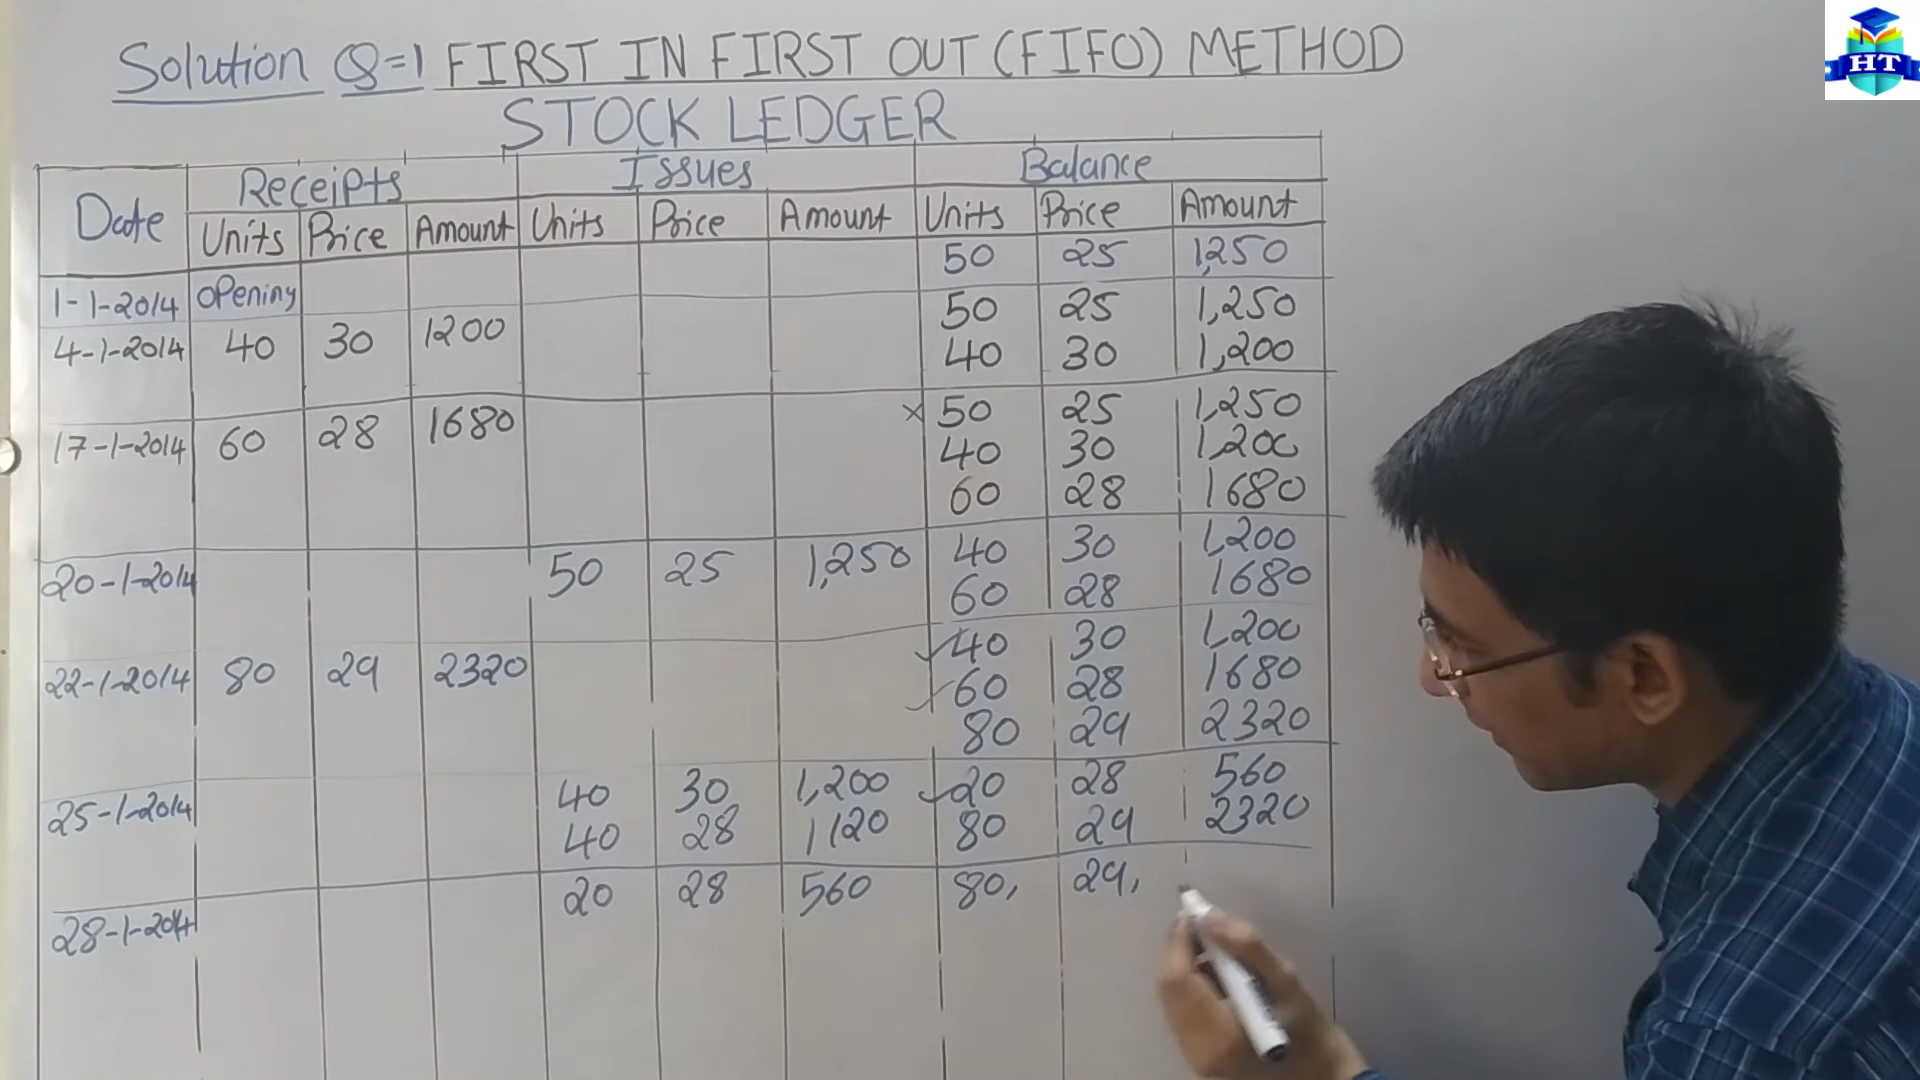 Solution Q=1 FIRST IN FIRST OUT (FIFO) METHOD
STOCK LEDGER
HT
Date Receipts Issues Balance
Units Price Amount Units Price Amount Units Price Amount
50 25 1,250
1-1-2014 Opening
50 25 1,250
4-1-2014 40 30 1200 40 30 1,200
× 50 25 1,250
17-1-2014 60 28 1680 40 30 1,200
60 28 1680
20-1-2014 50 25 1,250 40 30 1,200
60 28 1680
✓40 30 1,200
22-1-2014 80 29 2320 ✓60 28 1680
80 29 2320
25-1-2014 40 30 1,200 ✓20 28 560
40 28 1120 80 29 2320
28-1-2014 20 28 560 80, 29,